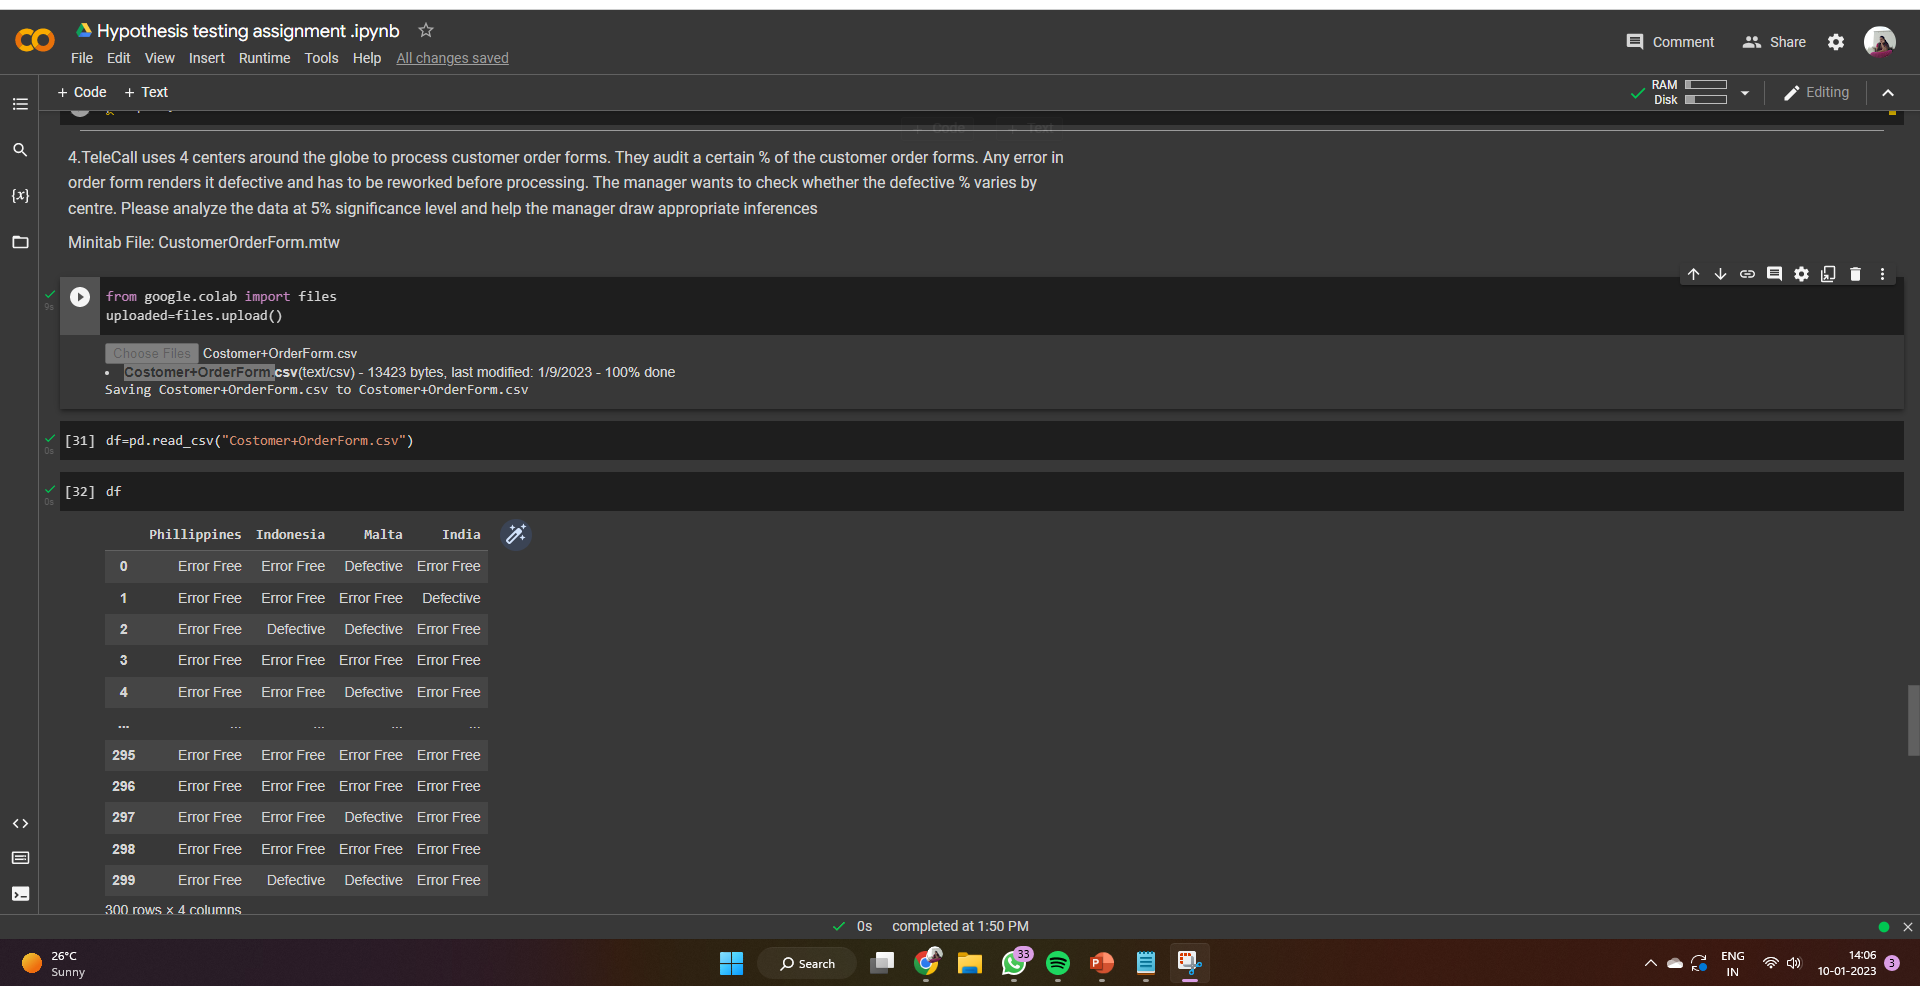 Hypothesis testing assignment .ipynb
File Edit View Insert Runtime Tools Help All changes saved
Comment Share
+ Code + Text
RAM
Disk
Editing
+ Code + Text
4.TeleCall uses 4 centers around the globe to process customer order forms. They audit a certain % of the customer order forms. Any error in
order form renders it defective and has to be reworked before processing. The manager wants to check whether the defective % varies by
centre. Please analyze the data at 5% significance level and help the manager draw appropriate inferences
Minitab File: CustomerOrderForm.mtw
9s
from google.colab import files
uploaded=files.upload()
Choose Files Costomer+OrderForm.csv
• Costomer+OrderForm.csv(text/csv) - 13423 bytes, last modified: 1/9/2023 - 100% done
Saving Costomer+OrderForm.csv to Costomer+OrderForm.csv
[31] df=pd.read_csv("Costomer+OrderForm.csv")
0s
[32] df
0s
Phillippines Indonesia Malta India
0 Error Free Error Free Defective Error Free
1 Error Free Error Free Error Free Defective
2 Error Free Defective Defective Error Free
3 Error Free Error Free Error Free Error Free
4 Error Free Error Free Defective Error Free
... ... ... ... ...
295 Error Free Error Free Error Free Error Free
296 Error Free Error Free Error Free Error Free
297 Error Free Error Free Defective Error Free
298 Error Free Error Free Error Free Error Free
299 Error Free Defective Defective Error Free
300 rows × 4 columns
0s completed at 1:50 PM
26°C
Sunny
Search
33
ENG
IN
14:06
10-01-2023
3